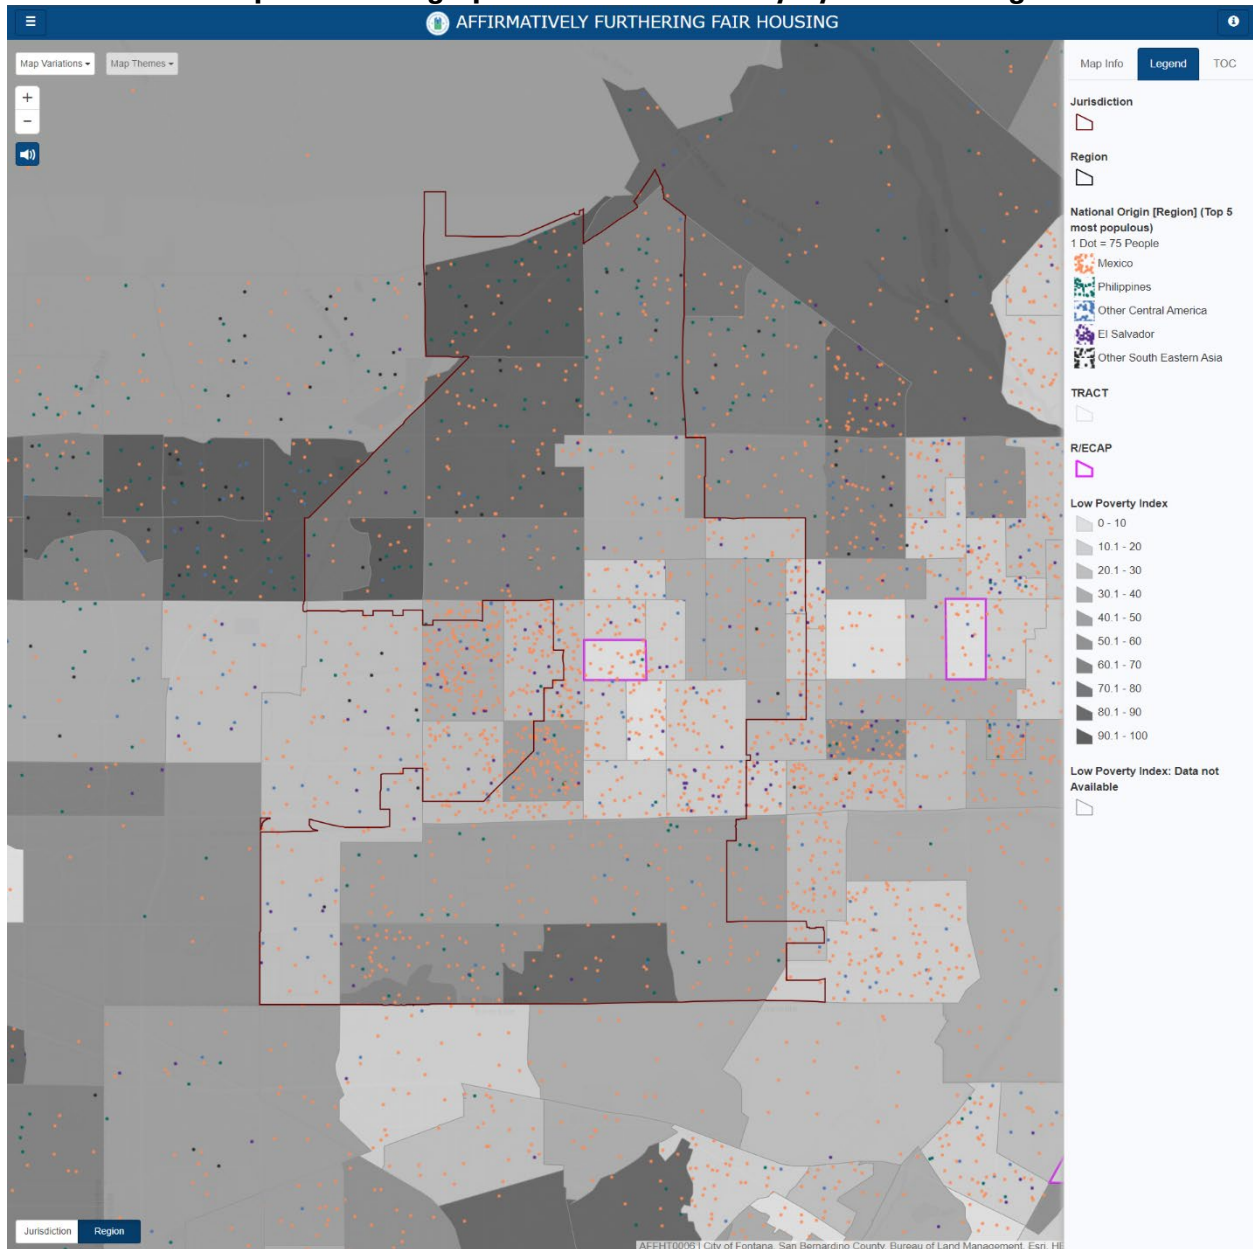 AFFIRMATIVELY FURTHERING FAIR HOUSING
Map Variations
Map Themes
+
−
Map Info
Legend
TOC
Jurisdiction
Region
National Origin [Region] (Top 5
most populous)
1 Dot = 75 People
Mexico
Philippines
Other Central America
El Salvador
Other South Eastern Asia
TRACT
R/ECAP
Low Poverty Index
0 - 10
10.1 - 20
20.1 - 30
30.1 - 40
40.1 - 50
50.1 - 60
60.1 - 70
70.1 - 80
80.1 - 90
90.1 - 100
Low Poverty Index: Data not
Available
Jurisdiction
Region
AFFHT0006 | City of Fontana, San Bernardino County, Bureau of Land Management, Esri, HE